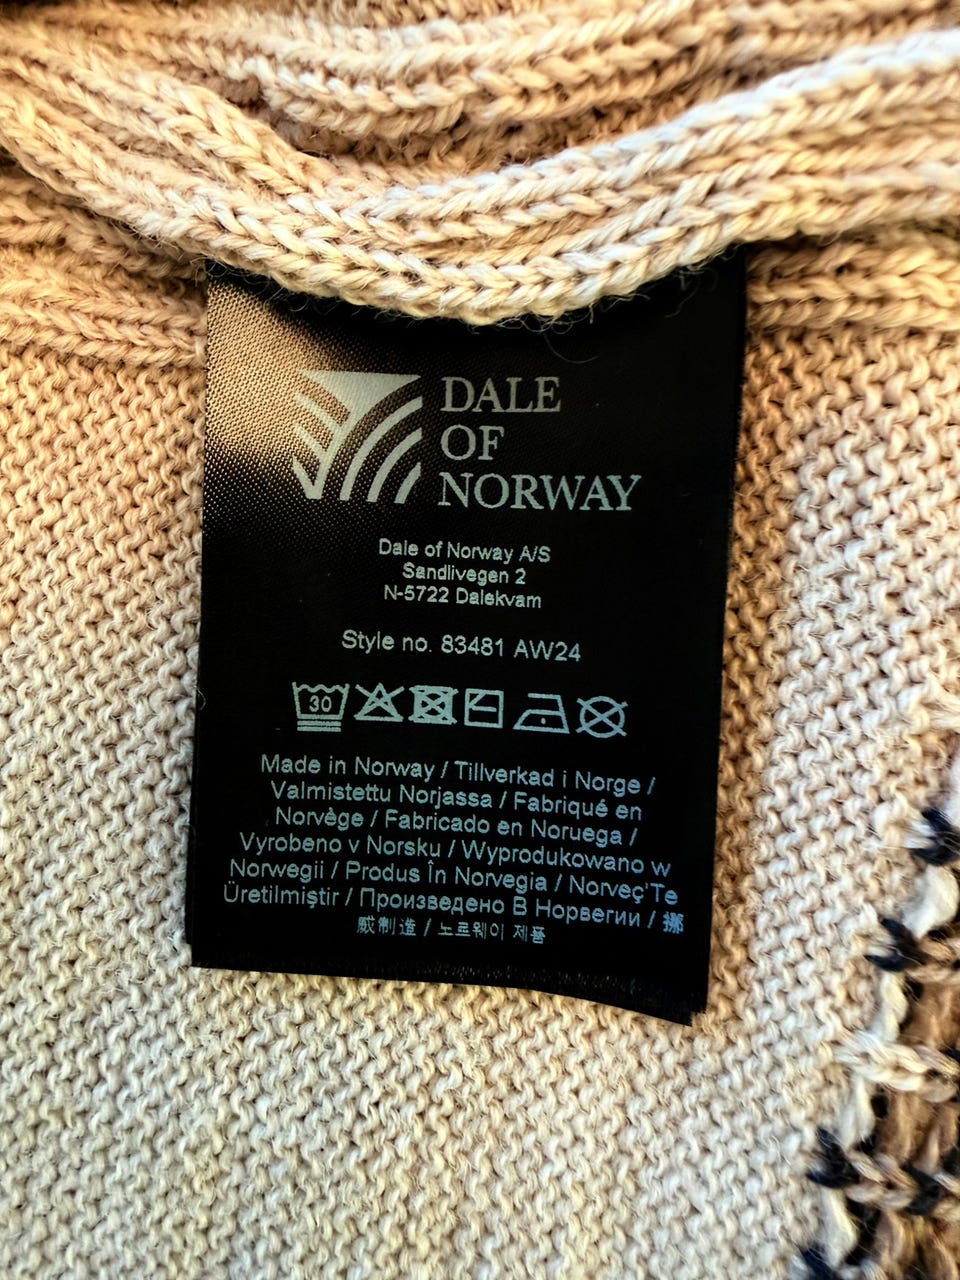 DALE
OF
NORWAY
Dale of Norway A/S
Sandlivegen 2
N-5722 Dalekvam
Style no. 83481 AW24
30
Made in Norway / Tillverkad i Norge /
Valmistettu Norjassa / Fabriqué en
Norvège / Fabricado en Noruega /
Vyrobeno v Norsku / Wyprodukowano w
Norwegii / Produs În Norvegia / Norveç'Te
Üretilmiştir / Произведено В Норвегии / 挪
威制造 / 노르웨이 제품